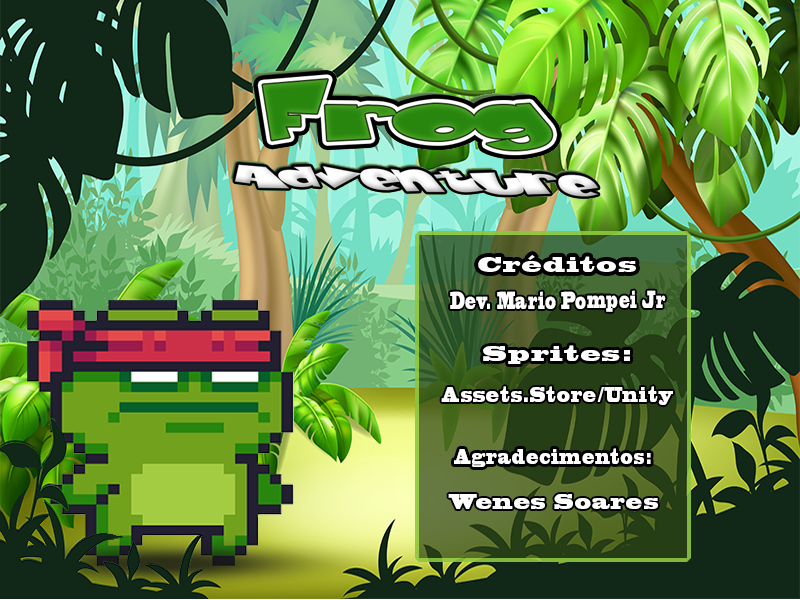 Frog
Adventure
Créditos
Dev. Mario Pompei Jr
Sprites:
Assets.Store/Unity
Agradecimentos:
Wenes Soares